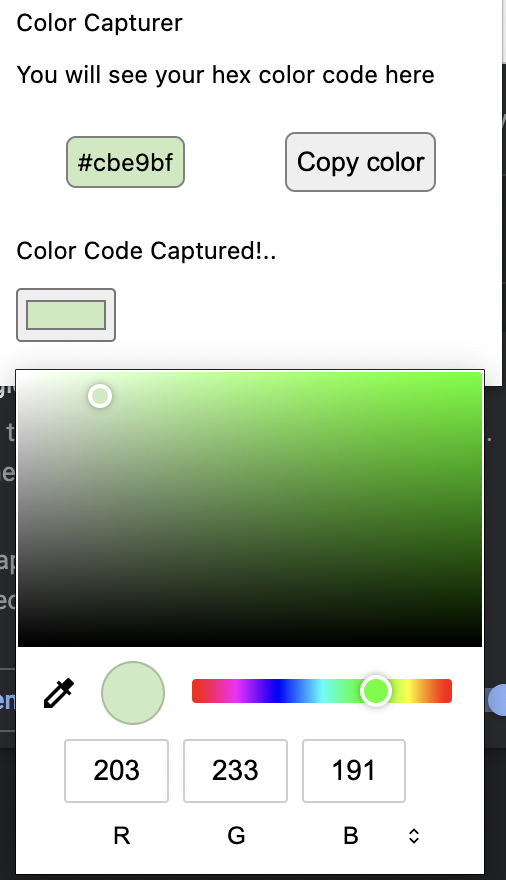 Color Capturer
You will see your hex color code here
#cbe9bf
Copy color
Color Code Captured!..
203
233
191
R
G
B